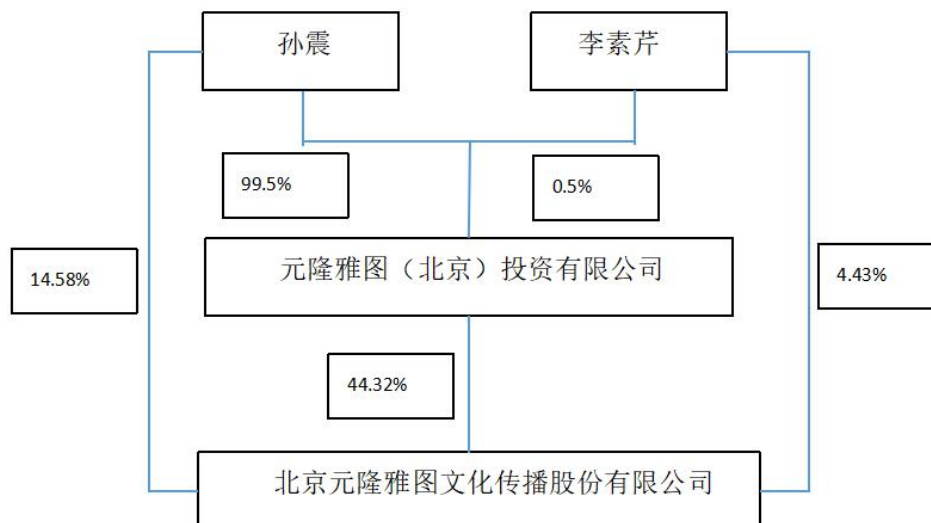 孙震
李素芹
99.5%
0.5%
元隆雅图（北京）投资有限公司
14.58%
4.43%
44.32%
北京元隆雅图文化传播股份有限公司